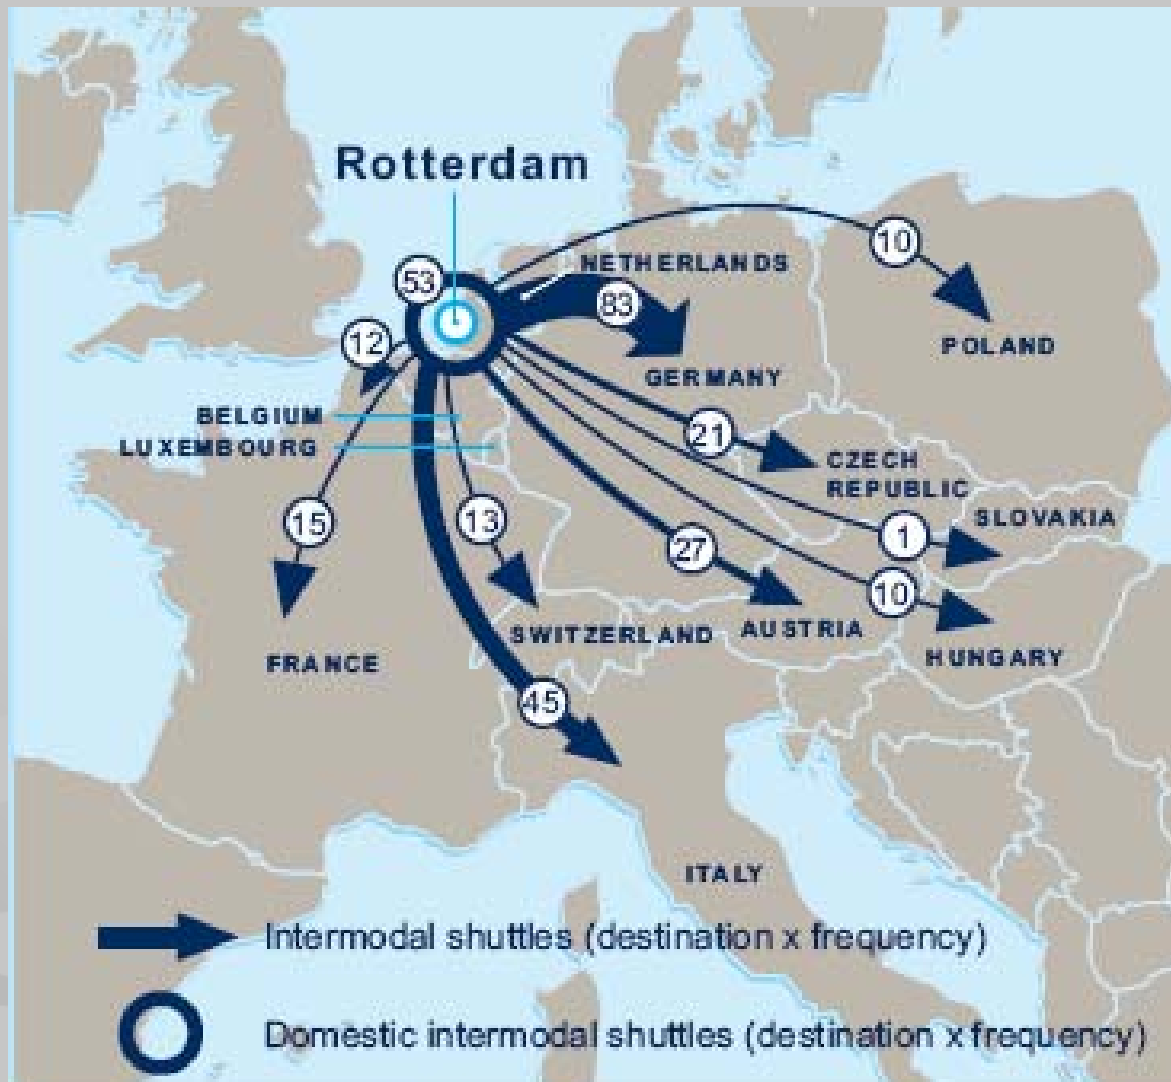 Rotterdam
10
NETHERLANDS
53
83
12
POLAND
GERMANY
BELGIUM
21
LUXEMBOURG
CZECH
REPUBLIC
SLOVAKIA
15
13
1
27
10
SWITZERLAND
AUSTRIA
HUNGARY
FRANCE
45
ITALY
Intermodal shuttles (destination x frequency)
Domestic intermodal shuttles (destination x frequency)